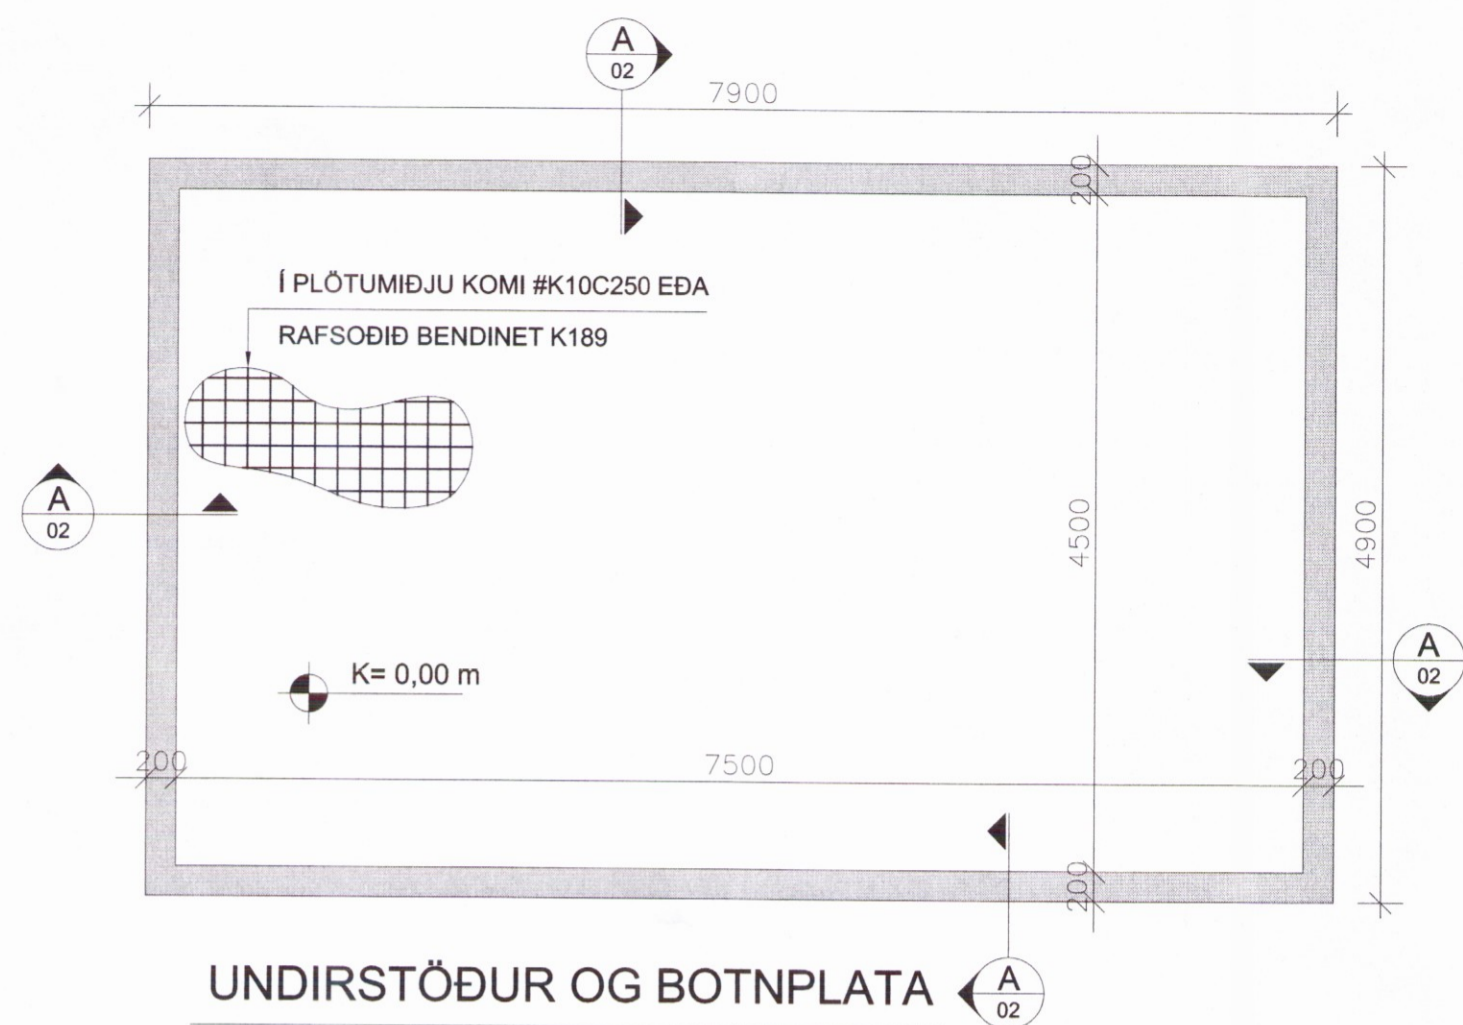 A
02
7900
200
Í PLÖTUMIÐJU KOMI #K10C250 EÐA
RAFSOÐIÐ BENDINET K189
A
02
4500
4900
A
02
K= 0,00 m
200
7500
200
200
UNDIRSTÖÐUR OG BOTNPLATA
A
02